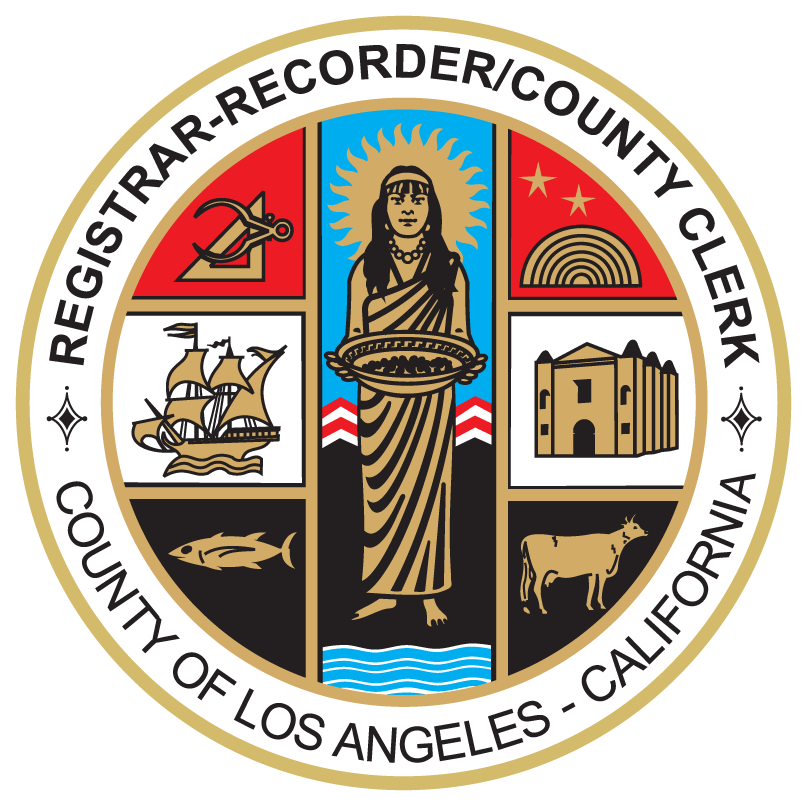 REGISTRAR-RECORDER/COUNTY CLERK
COUNTY OF LOS ANGELES - CALIFORNIA